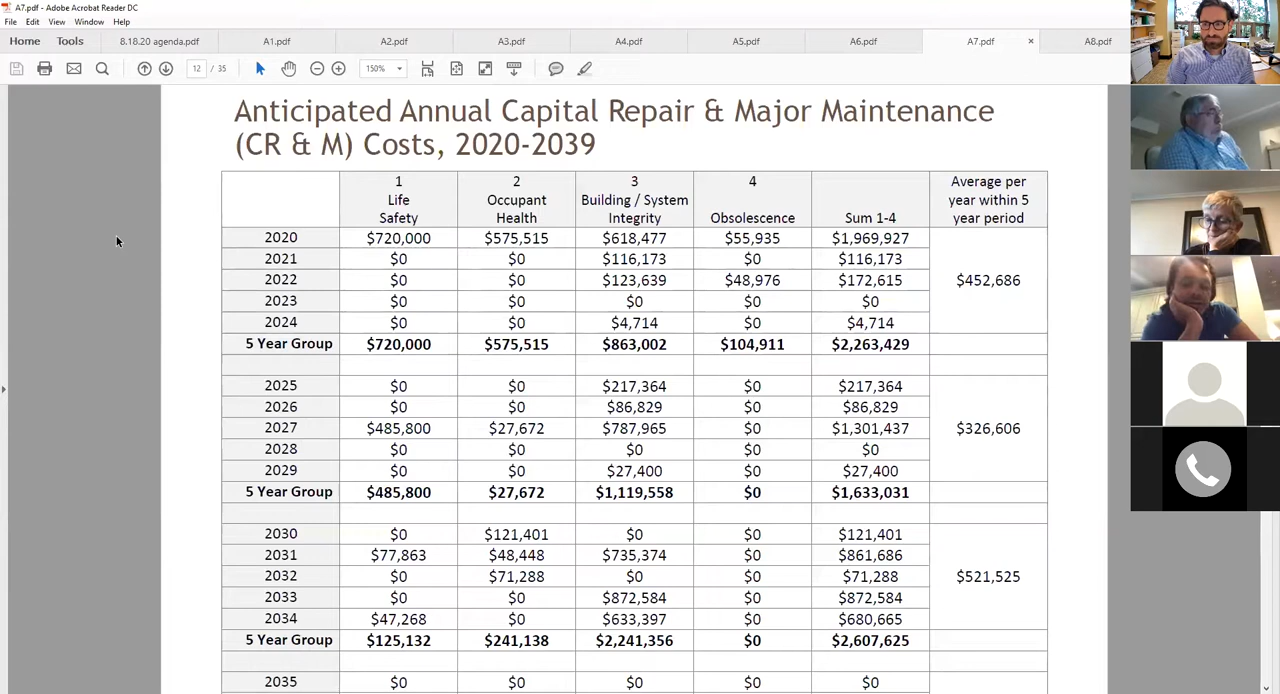 A7.pdf - Adobe Acrobat Reader DC
File Edit View Window Help
Home Tools 8.18.20 agenda.pdf A1.pdf A2.pdf A3.pdf A4.pdf A5.pdf A6.pdf A7.pdf × A8.pdf
12 / 35 150%
Anticipated Annual Capital Repair & Major Maintenance
(CR & M) Costs, 2020-2039
1 2 3 4 Average per
Life Occupant Building / System year within 5
Safety Health Integrity Obsolescence Sum 1-4 year period
2020 $720,000 $575,515 $618,477 $55,935 $1,969,927
2021 $0 $0 $116,173 $0 $116,173
2022 $0 $0 $123,639 $48,976 $172,615 $452,686
2023 $0 $0 $0 $0 $0
2024 $0 $0 $4,714 $0 $4,714
5 Year Group $720,000 $575,515 $863,002 $104,911 $2,263,429
2025 $0 $0 $217,364 $0 $217,364
2026 $0 $0 $86,829 $0 $86,829
2027 $485,800 $27,672 $787,965 $0 $1,301,437 $326,606
2028 $0 $0 $0 $0 $0
2029 $0 $0 $27,400 $0 $27,400
5 Year Group $485,800 $27,672 $1,119,558 $0 $1,633,031
2030 $0 $121,401 $0 $0 $121,401
2031 $77,863 $48,448 $735,374 $0 $861,686
2032 $0 $71,288 $0 $0 $71,288 $521,525
2033 $0 $0 $872,584 $0 $872,584
2034 $47,268 $0 $633,397 $0 $680,665
5 Year Group $125,132 $241,138 $2,241,356 $0 $2,607,625
2035 $0 $0 $0 $0 $0